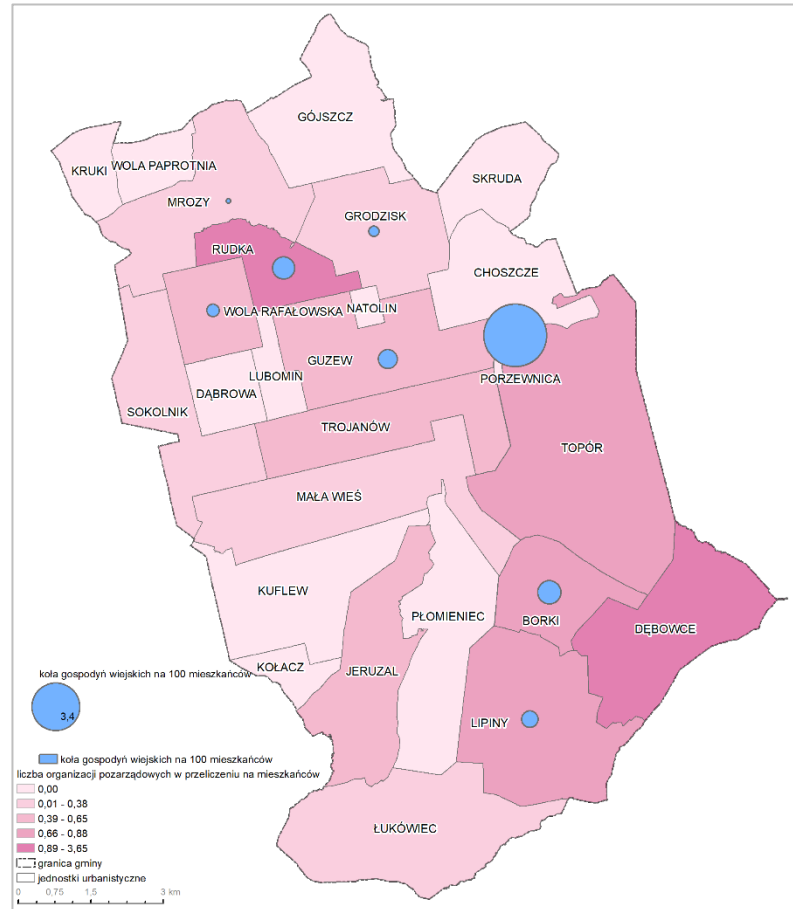 GÓJSZCZ
KRUKI
WOLA PAPROTNIA
SKRUDA
MROZY
GRODZISK
RUDKA
CHOSZCZE
WOLA RAFAŁOWSKA
NATOLIN
GUZEW
LUBOMIN
PORZEWNICA
DĄBROWA
SOKOLNIK
TROJANÓW
TOPÓR
MAŁA WIEŚ
KUFLEW
PŁOMIENIEC
BORKI
DĘBOWCE
KOŁACZ
JERUZAL
LIPINY
ŁUKÓWIEC
koła gospodyń wiejskich na 100 mieszkańców
3,4
koła gospodyń wiejskich na 100 mieszkańców
liczba organizacji pozarządowych w przeliczeniu na mieszkańców
0,00
0,01 - 0,38
0,39 - 0,65
0,66 - 0,88
0,89 - 3,65
granica gminy
jednostki urbanistyczne
0 0,75 1,5 3 km